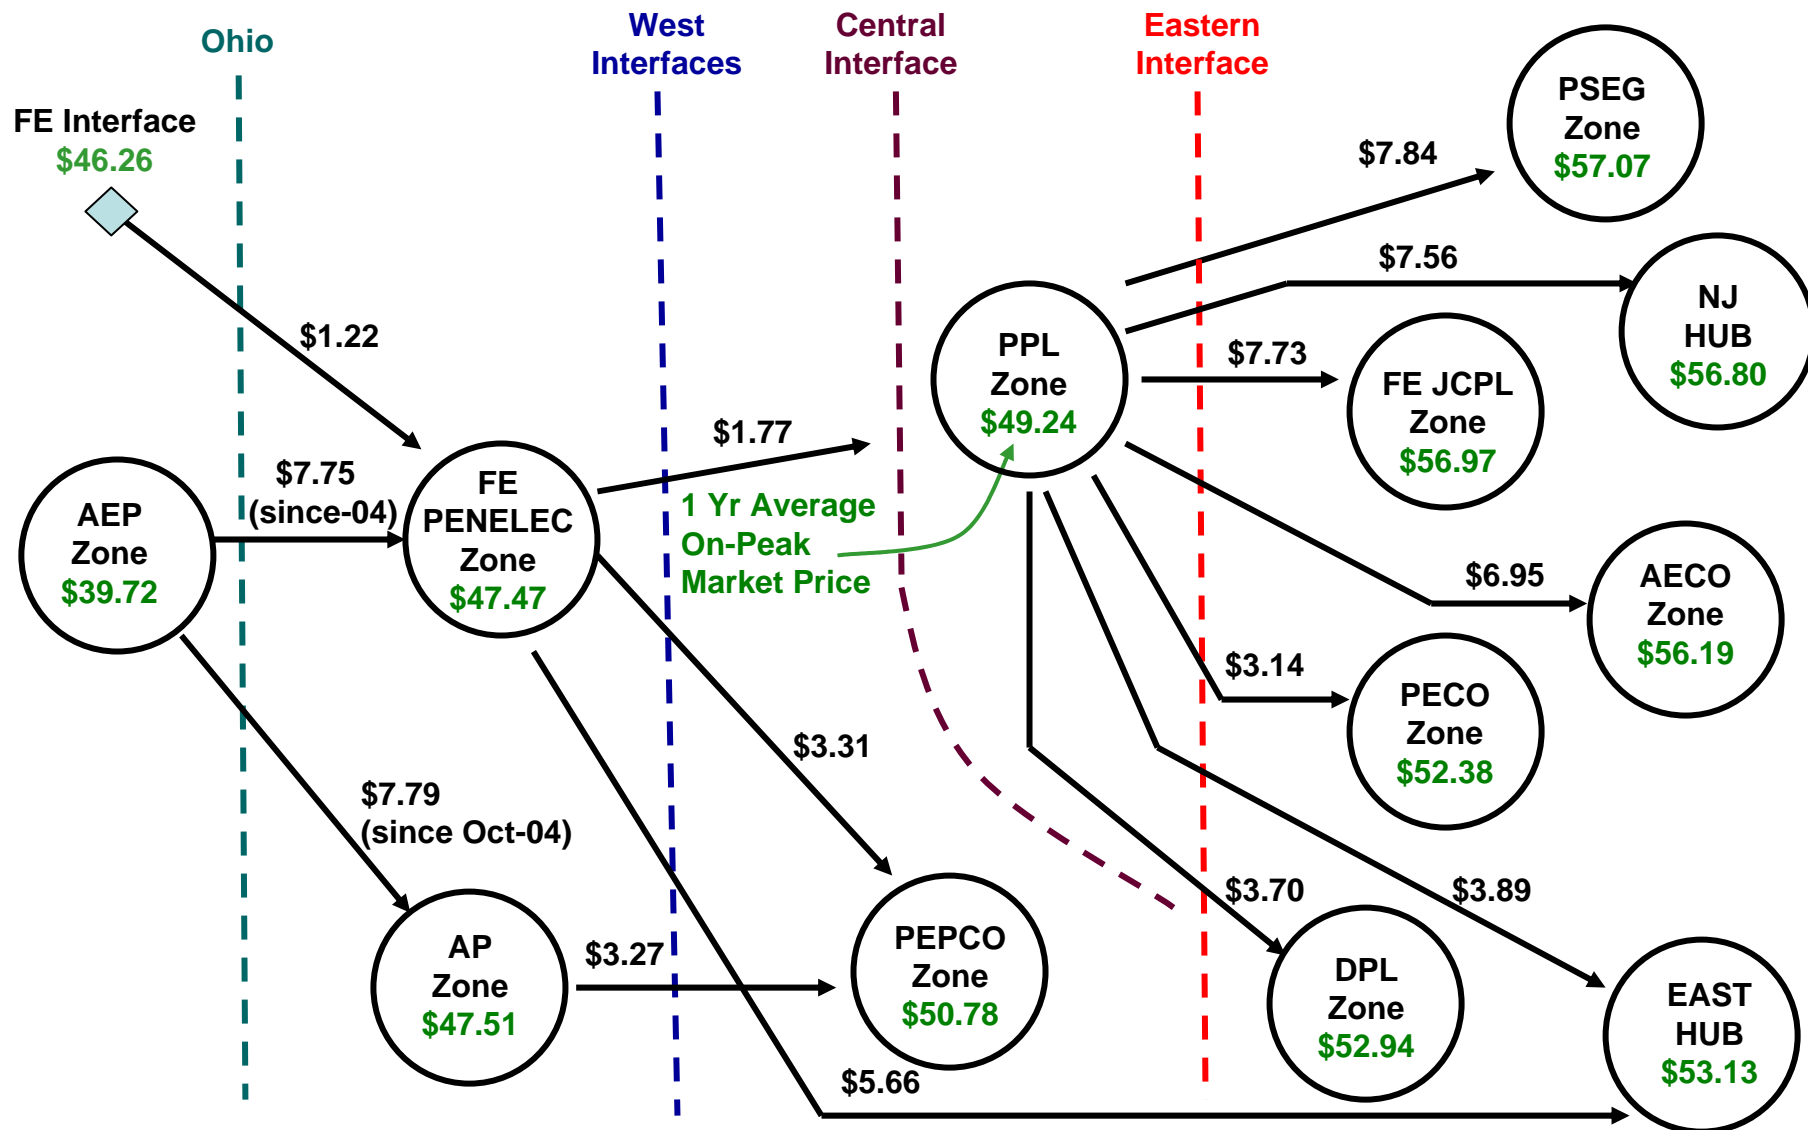 Ohio
West
Interfaces
Central
Interface
Eastern
Interface
FE Interface
$46.26
PSEG
Zone
$57.07
$7.84
$7.56
NJ
HUB
$56.80
$1.22
PPL
Zone
$49.24
$7.73
FE JCPL
Zone
$56.97
$1.77
$7.75
(since-04)
FE
PENELEC
Zone
$47.47
AEP
Zone
$39.72
1 Yr Average
On-Peak
Market Price
$6.95
AECO
Zone
$56.19
$3.14
PECO
Zone
$52.38
$3.31
$7.79
(since Oct-04)
$3.70
$3.89
AP
Zone
$47.51
$3.27
PEPCO
Zone
$50.78
DPL
Zone
$52.94
EAST
HUB
$53.13
$5.66